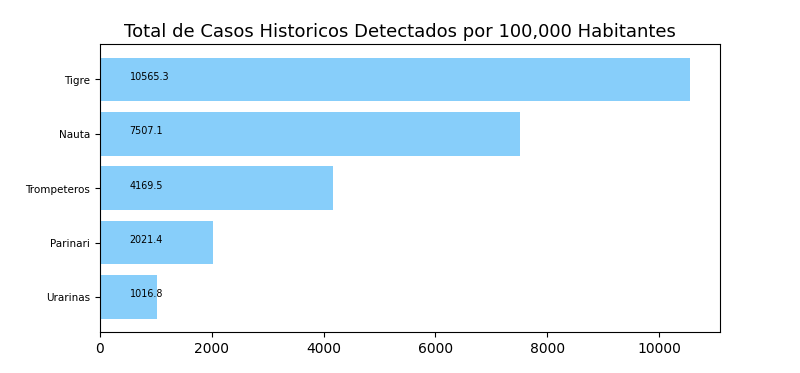 Total de Casos Historicos Detectados por 100,000 Habitantes
Tigre 10565.3
Nauta 7507.1
Trompeteros 4169.5
Parinari 2021.4
Urarinas 1016.8
0 2000 4000 6000 8000 10000